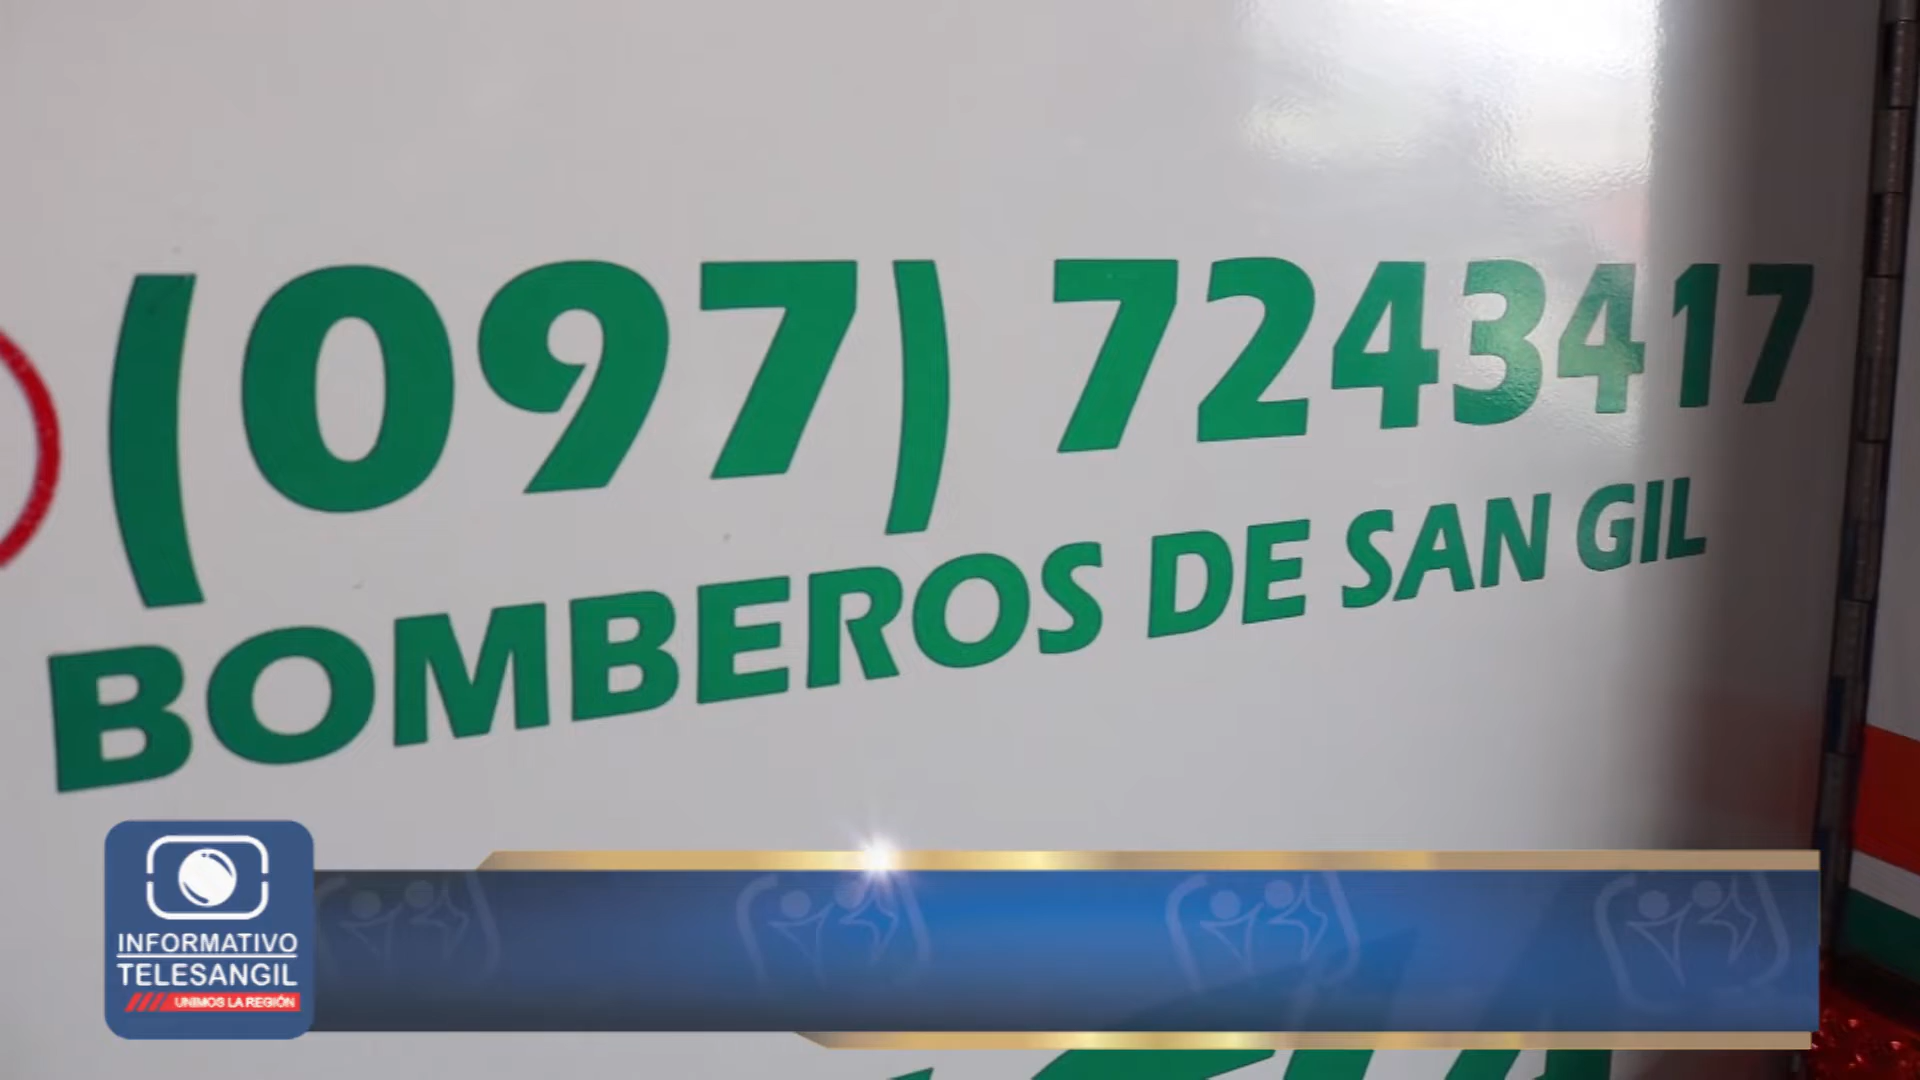 (097) 7243417
BOMBEROS DE SAN GIL
INFORMATIVO
TELESANGIL
UNIMOS LA REGIÓN